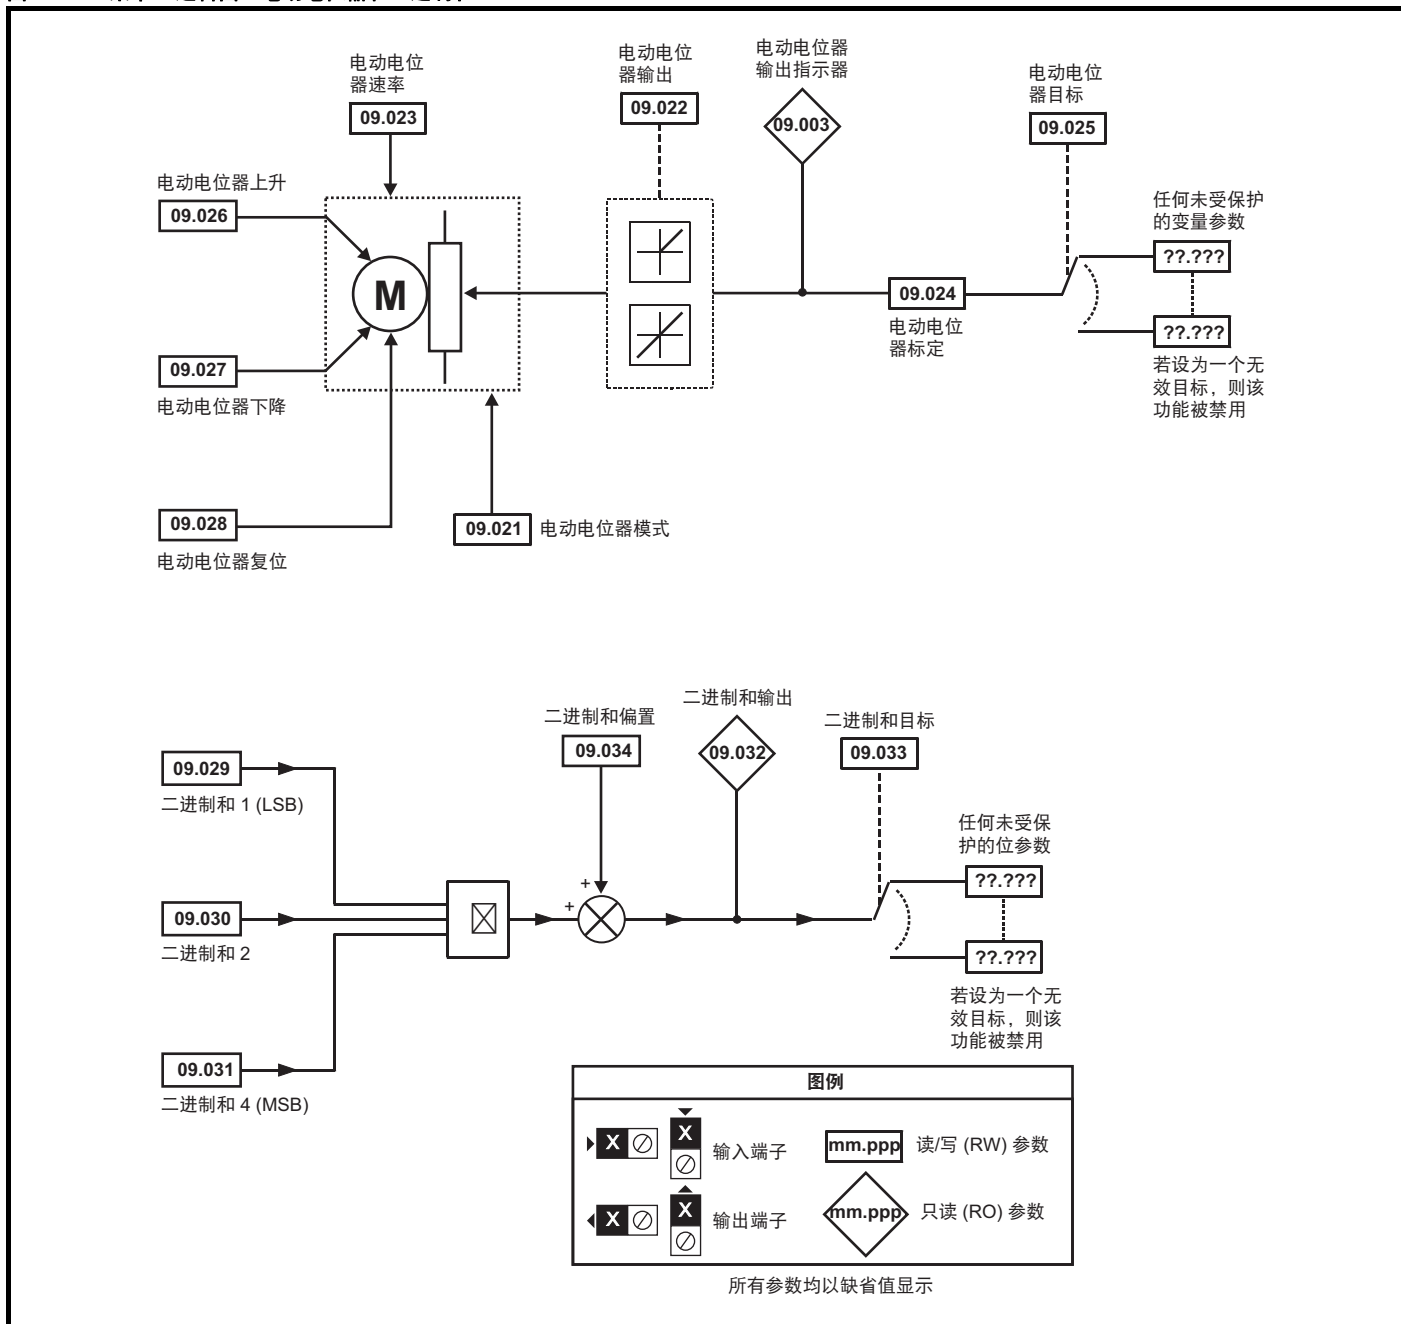 电动电位
器速率
09.023
电动电位
器输出
09.022
电动电位器
输出指示器
09.003
电动电位
器目标
09.025
电动电位器上升
09.026
M
09.027
电动电位器下降
09.028
电动电位器复位
09.021
电动电位器模式
09.024
电动电位
器标定
任何未受保护
的变量参数
??.???
??.???
若设为一个无
效目标，则该
功能被禁用
09.029
二进制和 1 (LSB)
09.030
二进制和 2
09.031
二进制和 4 (MSB)
二进制和偏置
09.034
+
+
二进制和输出
09.032
二进制和目标
09.033
任何未受保
护的位参数
??.???
??.???
若设为一个无
效目标，则该
功能被禁用
图例
X
X
输入端子
mm.ppp
读/写 (RW) 参数
X
X
输出端子
mm.ppp
只读 (RO) 参数
所有参数均以缺省值显示